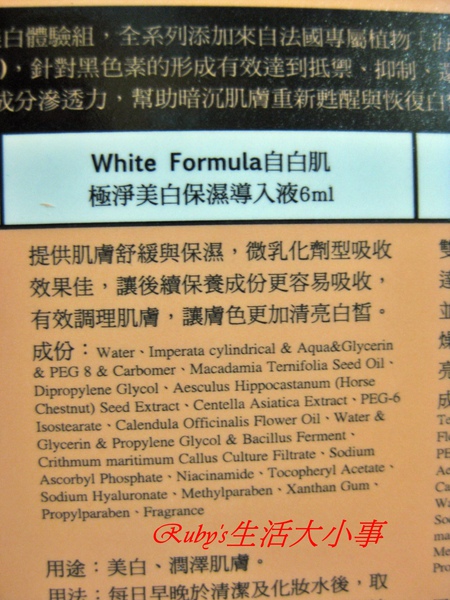 白體驗組，全系列添加來自法國專屬植物
，針對黑色素的形成有效達到抵禦、抑制、
成分滲透力，幫助暗沉肌膚重新甦醒與恢復白
White Formula自白肌
極淨美白保濕導入液6ml
提供肌膚舒緩與保濕，微乳化劑型吸收
效果佳，讓後續保養成份更容易吸收，
有效調理肌膚，讓膚色更加清亮白皙。
成份：Water、Imperata cylindrical & Aqua&Glycerin
& PEG 8 & Carbomer、Macadamia Ternifolia Seed Oil、
Dipropylene Glycol、Aesculus Hippocastanum (Horse
Chestnut) Seed Extract、Centella Asiatica Extract、PEG-6
Isostearate、Calendula Officinalis Flower Oil、Water &
Glycerin & Propylene Glycol & Bacillus Ferment、
Crithmum maritimum Callus Culture Filtrate、Sodium
Ascorbyl Phosphate、Niacinamide、Tocopheryl Acetate、
Sodium Hyaluronate、Methylparaben、Xanthan Gum、
Propylparaben、Fragrance
Ruby's生活大小事
用途：美白、潤澤肌膚。
用法：每日早晚於清潔及化妝水後，取